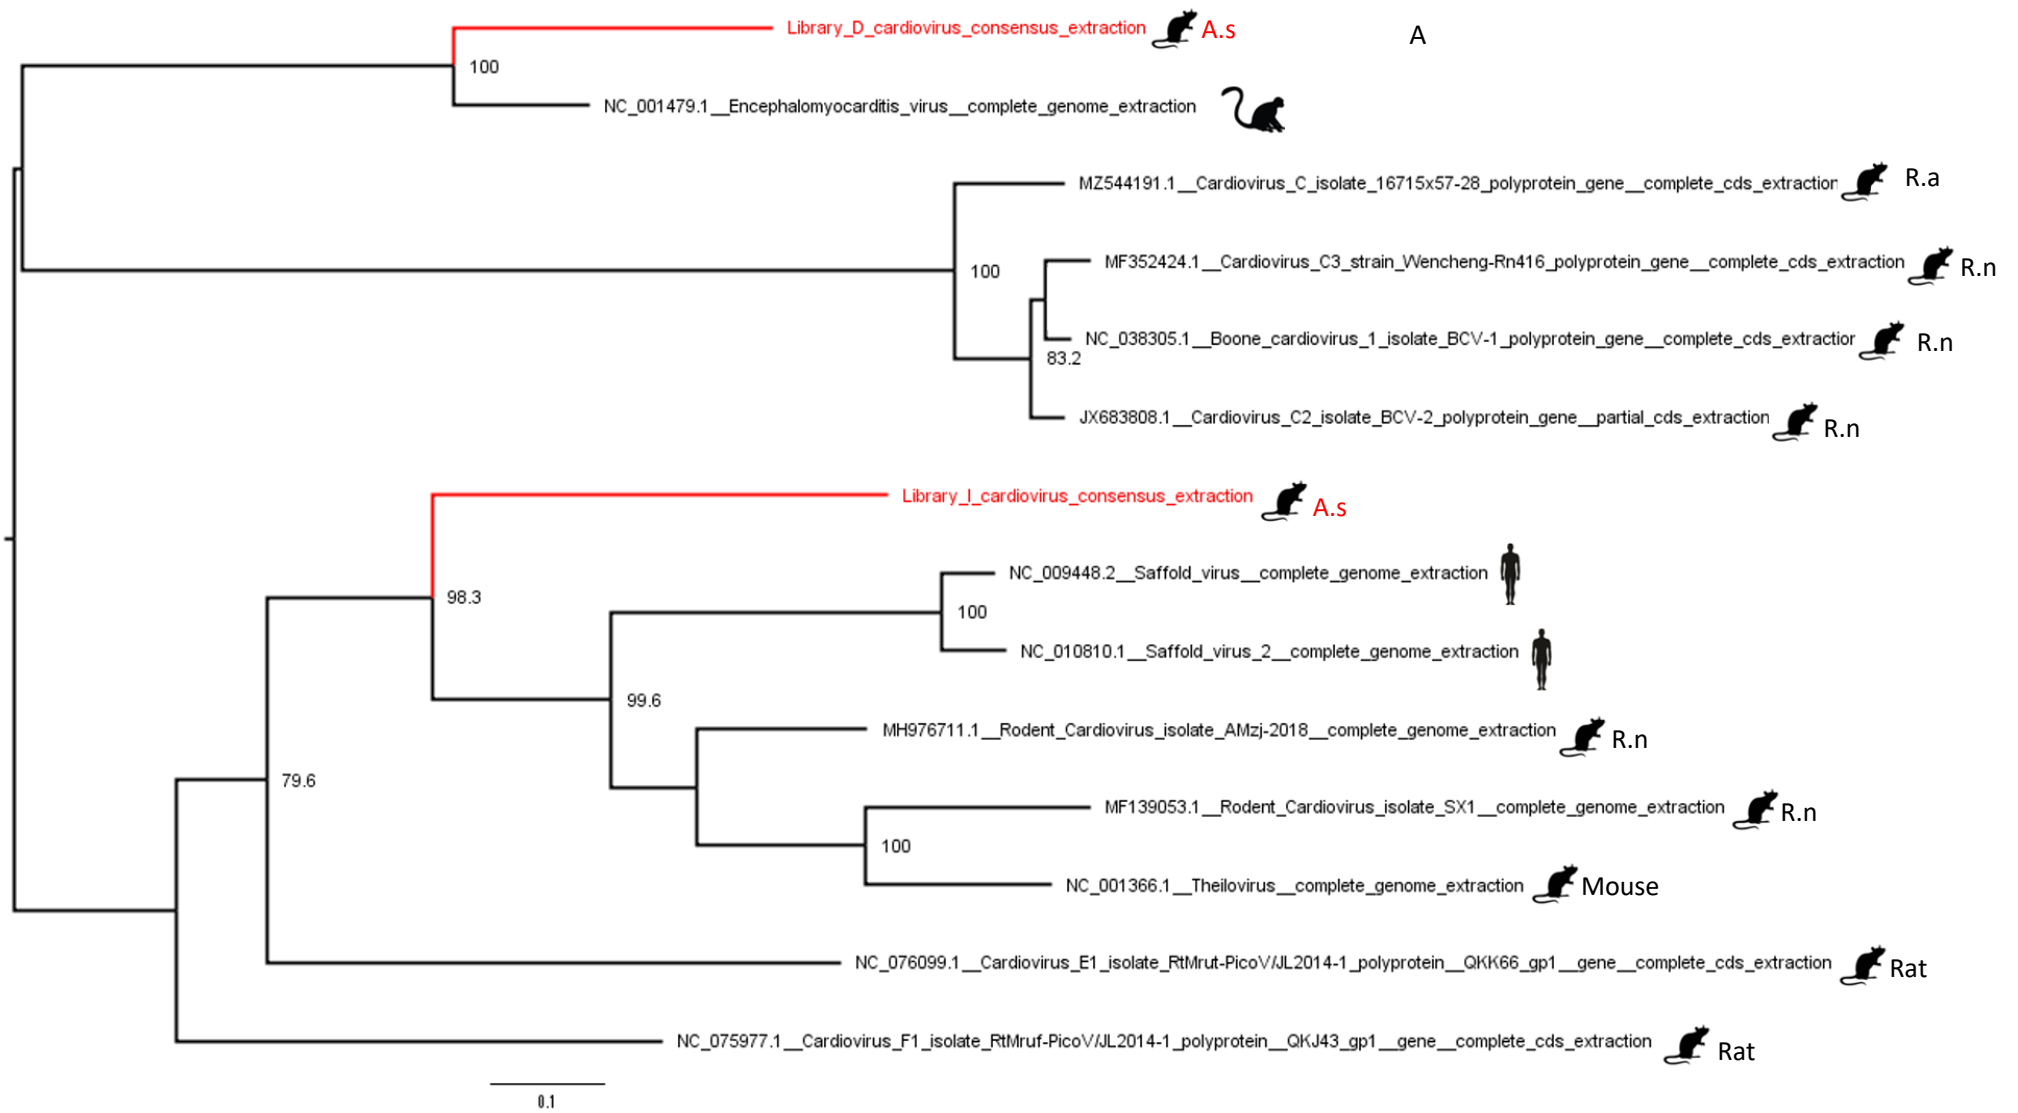 Library_D_cardiovirus_consensus_extraction A.s A
100
NC_001479.1__Encephalomyocarditis_virus__complete_genome_extraction
MZ544191.1__Cardiovirus_C_isolate_16715x57-28_polyprotein_gene__complete_cds_extraction R.a
MF352424.1__Cardiovirus_C3_strain_Wencheng-Rn416_polyprotein_gene__complete_cds_extraction R.n
100
NC_038305.1__Boone_cardiovirus_1_isolate_BCV-1_polyprotein_gene__complete_cds_extraction R.n
83.2
JX683808.1__Cardiovirus_C2_isolate_BCV-2_polyprotein_gene__partial_cds_extraction R.n
Library_I_cardiovirus_consensus_extraction A.s
NC_009448.2__Saffold_virus__complete_genome_extraction
98.3
100
NC_010810.1__Saffold_virus_2__complete_genome_extraction
99.6
MH976711.1__Rodent_Cardiovirus_isolate_AMzj-2018__complete_genome_extraction R.n
79.6
MF139053.1__Rodent_Cardiovirus_isolate_SX1__complete_genome_extraction R.n
100
NC_001366.1__Theilovirus__complete_genome_extraction Mouse
NC_076099.1__Cardiovirus_E1_isolate_RtMrut-PicoV/JL2014-1_polyprotein__QKK66_gp1__gene__complete_cds_extraction Rat
NC_075977.1__Cardiovirus_F1_isolate_RtMruf-PicoV/JL2014-1_polyprotein__QKJ43_gp1__gene__complete_cds_extraction Rat
0.1